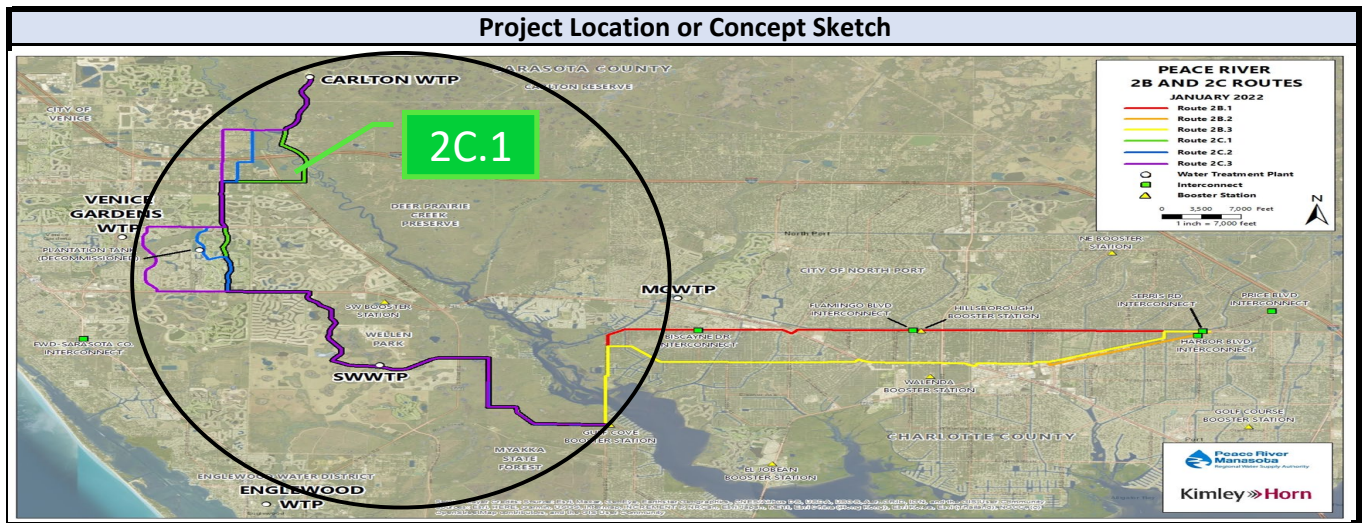 Project Location or Concept Sketch
CARLTON WTP
SARASOTA COUNTY
CARLTON RESERVE
CITY OF
VENICE
2C.1
VENICE
GARDENS
WTP
PLANTATION TANK
(DECOMMISSIONED)
DEER PRAIRIE
CREEK
PRESERVE
PEACE RIVER
2B AND 2C ROUTES
JANUARY 2022
Route 2B.1
Route 2B.2
Route 2B.3
Route 2C.1
Route 2C.2
Route 2C.3
Water Treatment Plant
Interconnect
Booster Station
0 3,500 7,000 Feet
1 inch = 7,000 feet
N
North Port
NE BOOSTER
STATION
CITY OF NORTH PORT
MCWTP
SW BOOSTER
STATION
WELLEN
PARK
SWWTP
EWD-SARASOTA CO.
INTERCONNECT
BISCAYNE DR
INTERCONNECT
FLAMINGO BLVD
INTERCONNECT
HILLSBOROUGH
BOOSTER STATION
SERRIS RD
INTERCONNECT
PRICE BLVD
INTERCONNECT
HARBOR BLVD
INTERCONNECT
WALENDA
BOOSTER STATION
GOLF COURSE
BOOSTER STATION
GULF COVE
BOOSTER STATION
CHARLOTTE COUNTY
MYAKKA
STATE
FOREST
EL JOBEAN
BOOSTER STATION
ENGLEWOOD WATER DISTRICT
ENGLEWOOD
WTP
Peace River
Manasota
Regional Water Supply Authority
Kimley»Horn